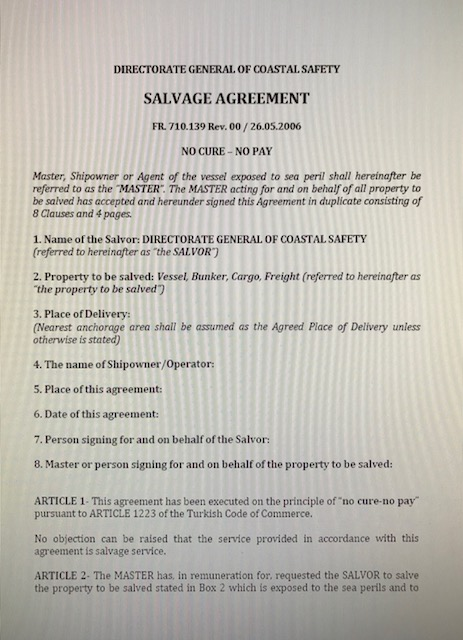 DIRECTORATE GENERAL OF COASTAL SAFETY
SALVAGE AGREEMENT
FR. 710.139 Rev. 00 / 26.05.2006
NO CURE – NO PAY
Master, Shipowner or Agent of the vessel exposed to sea peril shall hereinafter be
referred to as the "MASTER". The MASTER acting for and on behalf of all property to
be salved has accepted and hereunder signed this Agreement in duplicate consisting of
8 Clauses and 4 pages.
1. Name of the Salvor: DIRECTORATE GENERAL OF COASTAL SAFETY
(referred to hereinafter as "the SALVOR")
2. Property to be salved: Vessel, Bunker, Cargo, Freight (referred to hereinafter as
"the property to be salved")
3. Place of Delivery:
(Nearest anchorage area shall be assumed as the Agreed Place of Delivery unless
otherwise is stated)
4. The name of Shipowner/Operator:
5. Place of this agreement:
6. Date of this agreement:
7. Person signing for and on behalf of the Salvor:
8. Master or person signing for and on behalf of the property to be salved:
ARTICLE 1- This agreement has been executed on the principle of "no cure-no pay"
pursuant to ARTICLE 1223 of the Turkish Code of Commerce.
No objection can be raised that the service provided in accordance with this
agreement is salvage service.
ARTICLE 2- The MASTER has, in remuneration for, requested the SALVOR to salve
the property to be salved stated in Box 2 which is exposed to the sea perils and to